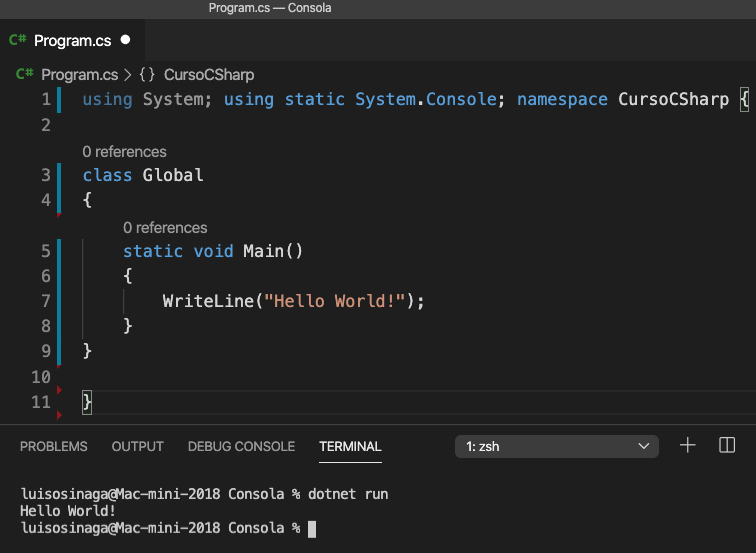 Program.cs — Consola
C# Program.cs ●
C# Program.cs > {} CursoCSharp
1 using System; using static System.Console; namespace CursoCSharp {
2
0 references
3 class Global
4 {
0 references
5 static void Main()
6 {
7 WriteLine("Hello World!");
8 }
9 }
10
11 }
PROBLEMS OUTPUT DEBUG CONSOLE TERMINAL 1: zsh
luisosinaga@Mac-mini-2018 Consola % dotnet run
Hello World!
luisosinaga@Mac-mini-2018 Consola %